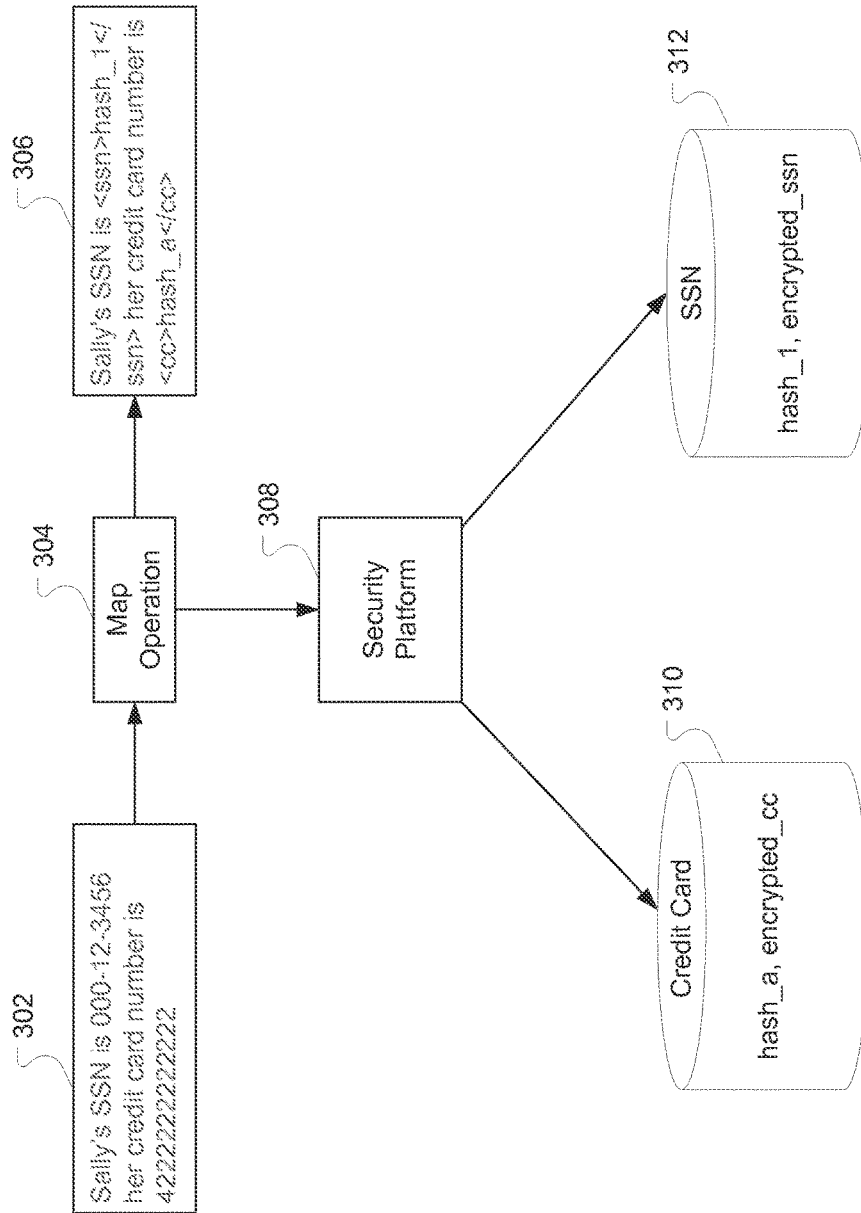 302
Sally's SSN is 000-12-3456
her credit card number is
4222222222222
304
Map
Operation
306
Sally's SSN is <ssn>hash_1</
ssn> her credit card number is
<cc>hash_a</cc>
308
Security
Platform
310
Credit Card
hash_a, encrypted_cc
312
SSN
hash_1, encrypted_ssn